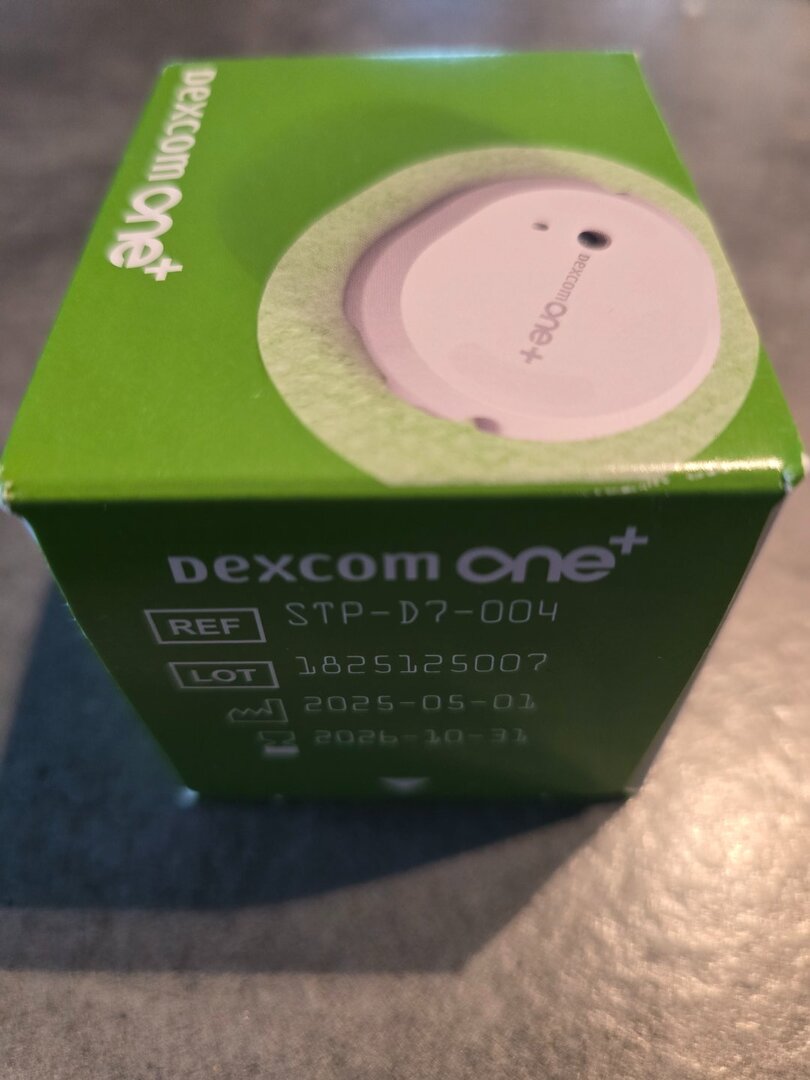 Dexcom one+
Dexcom one+
Dexcom one+
REF STP-D7-004
LOT 1825125007
2025-05-01
2026-10-31